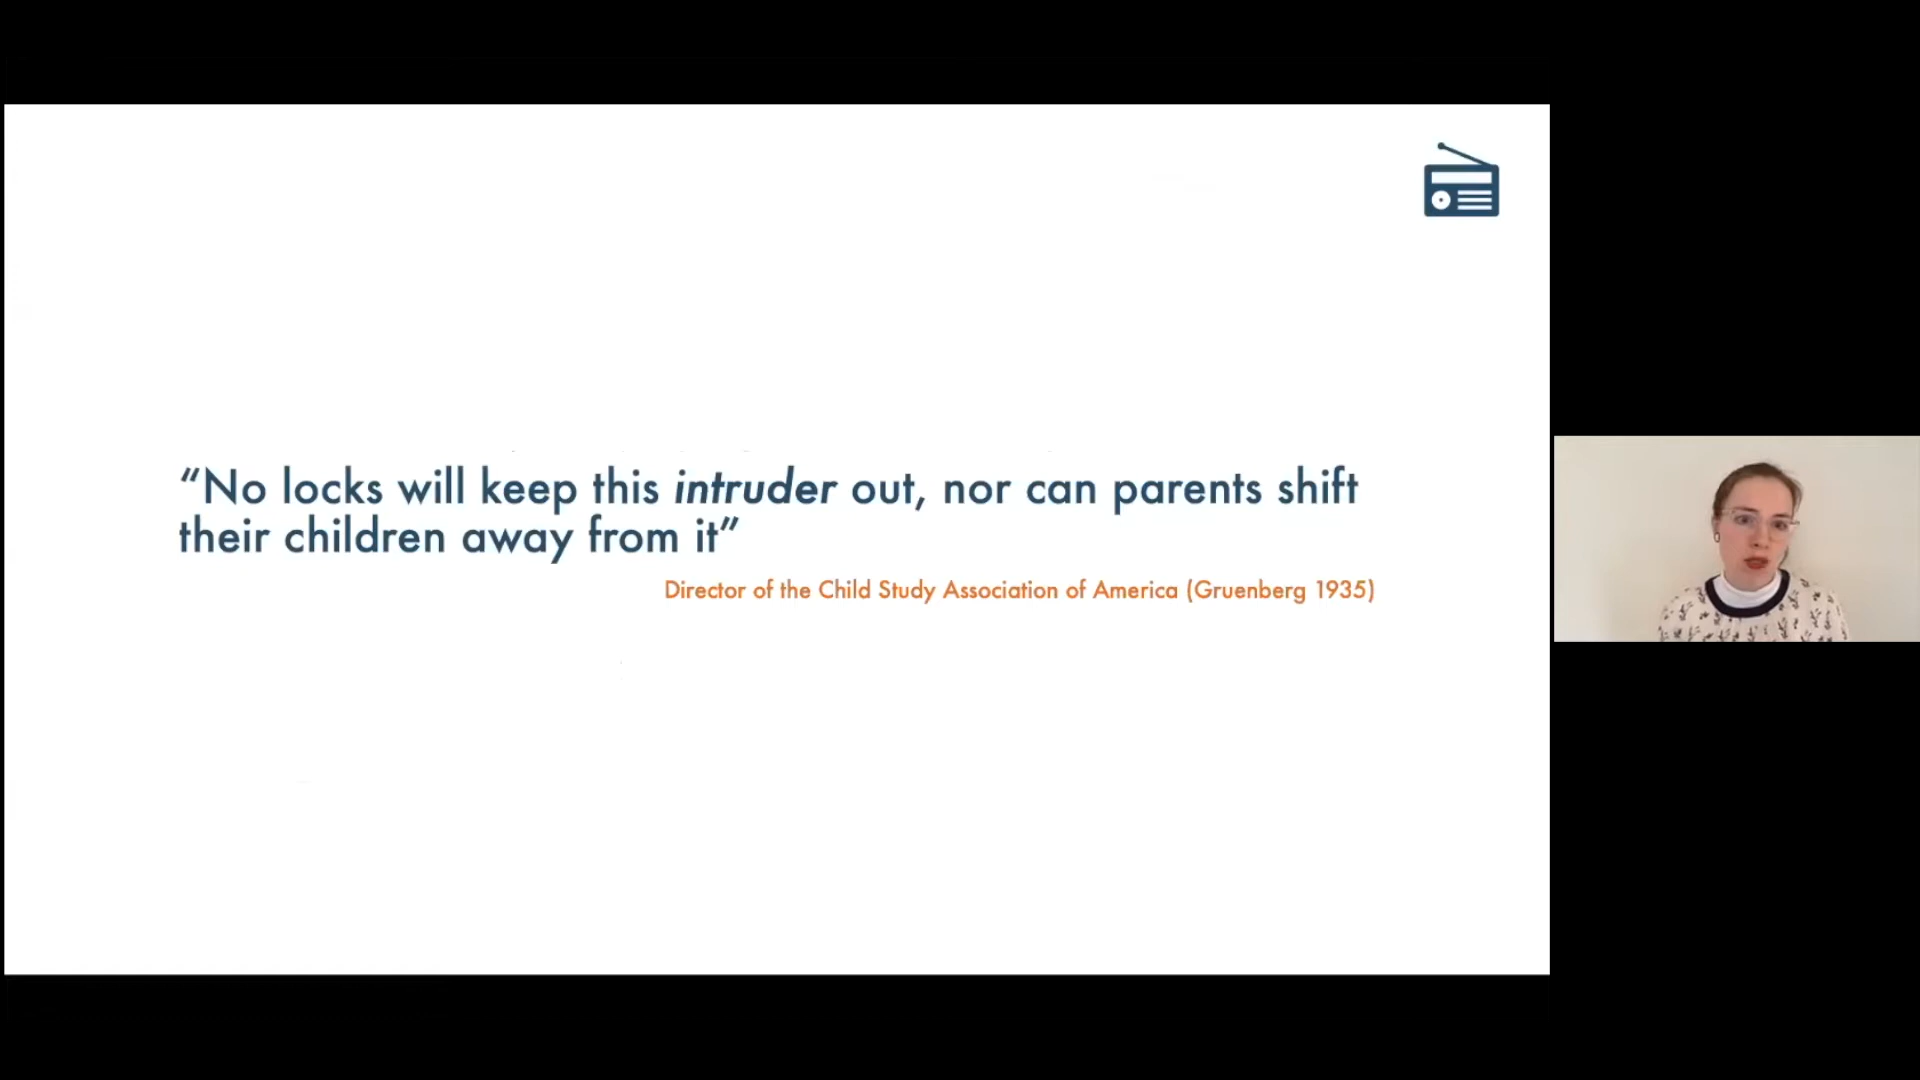 “No locks will keep this intruder out, nor can parents shift
their children away from it”
Director of the Child Study Association of America (Gruenberg 1935)